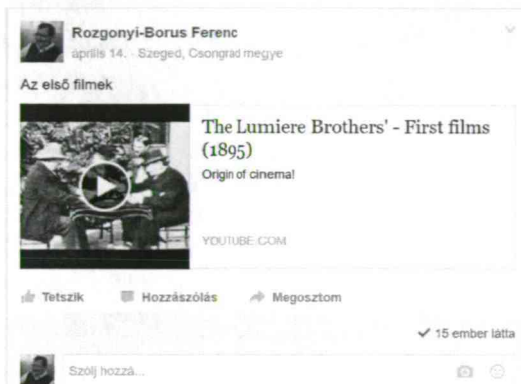 Rozgonyi-Borus Ferenc
április 14. · Szeged, Csongrád megye
Az első filmek
The Lumiere Brothers' - First films
(1895)
Origin of cinema!
YOUTUBE.COM
Tetszik Hozzászólás Megosztom
✓ 15 ember látta
Szólj hozzá...